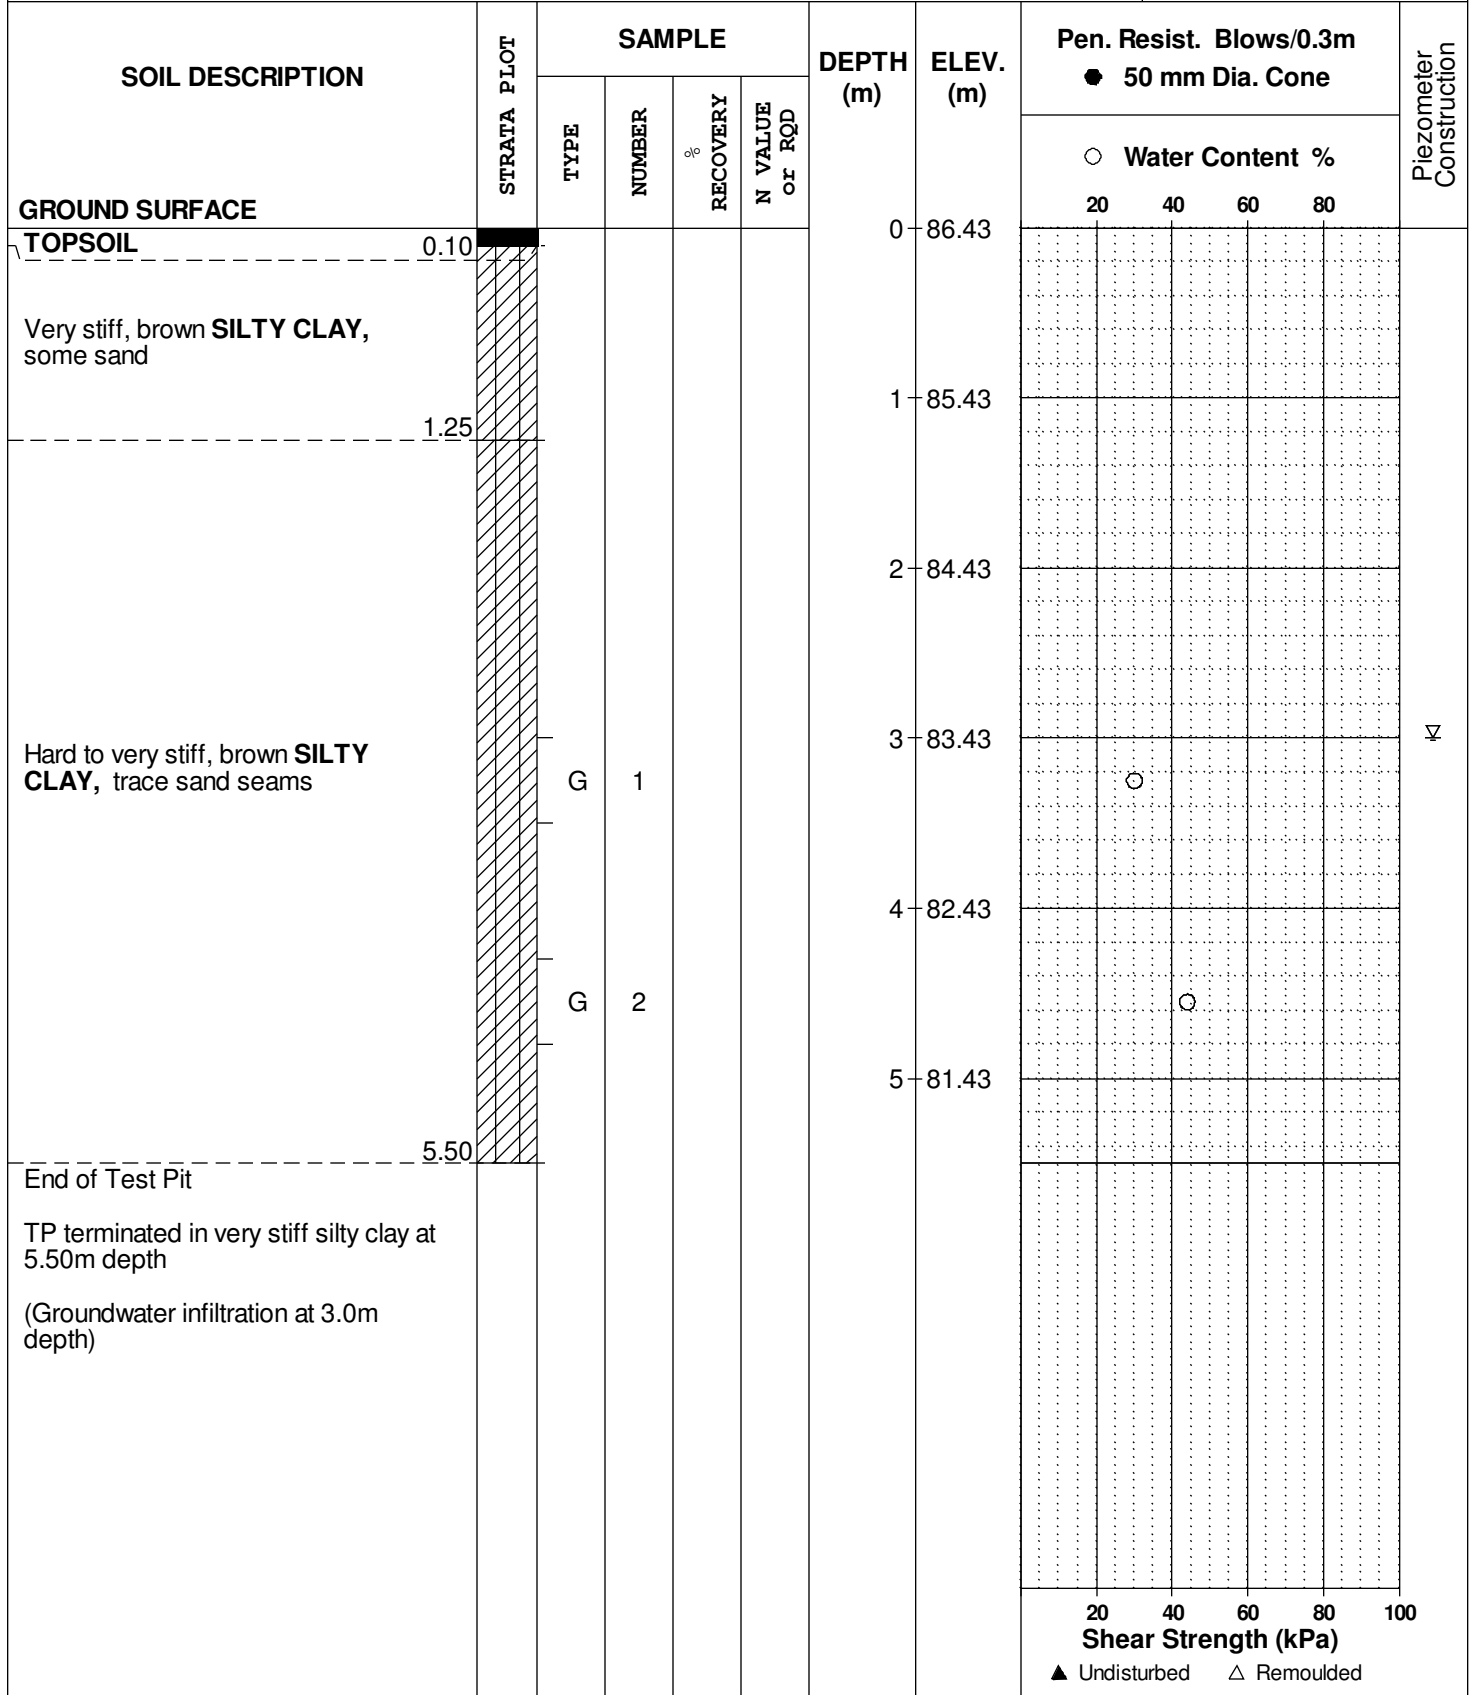 SOIL DESCRIPTION
GROUND SURFACE
STRATA PLOT
SAMPLE
TYPE
NUMBER
%
RECOVERY
N VALUE
or RQD
DEPTH
(m)
ELEV.
(m)
Pen. Resist. Blows/0.3m
● 50 mm Dia. Cone
○ Water Content %
20 40 60 80
Piezometer
Construction
TOPSOIL 0.10
0 86.43
Very stiff, brown SILTY CLAY,
some sand
1 85.43
1.25
2 84.43
Hard to very stiff, brown SILTY
CLAY, trace sand seams
3 83.43
G 1
4 82.43
G 2
5 81.43
5.50
End of Test Pit
TP terminated in very stiff silty clay at
5.50m depth
(Groundwater infiltration at 3.0m
depth)
20 40 60 80 100
Shear Strength (kPa)
▲ Undisturbed △ Remoulded